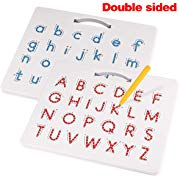 Double sided
a b c d e f
g h i j k l m
n o
t u
A B C D E F
G H I J K L M
N O P Q R S
T U V W X Y Z